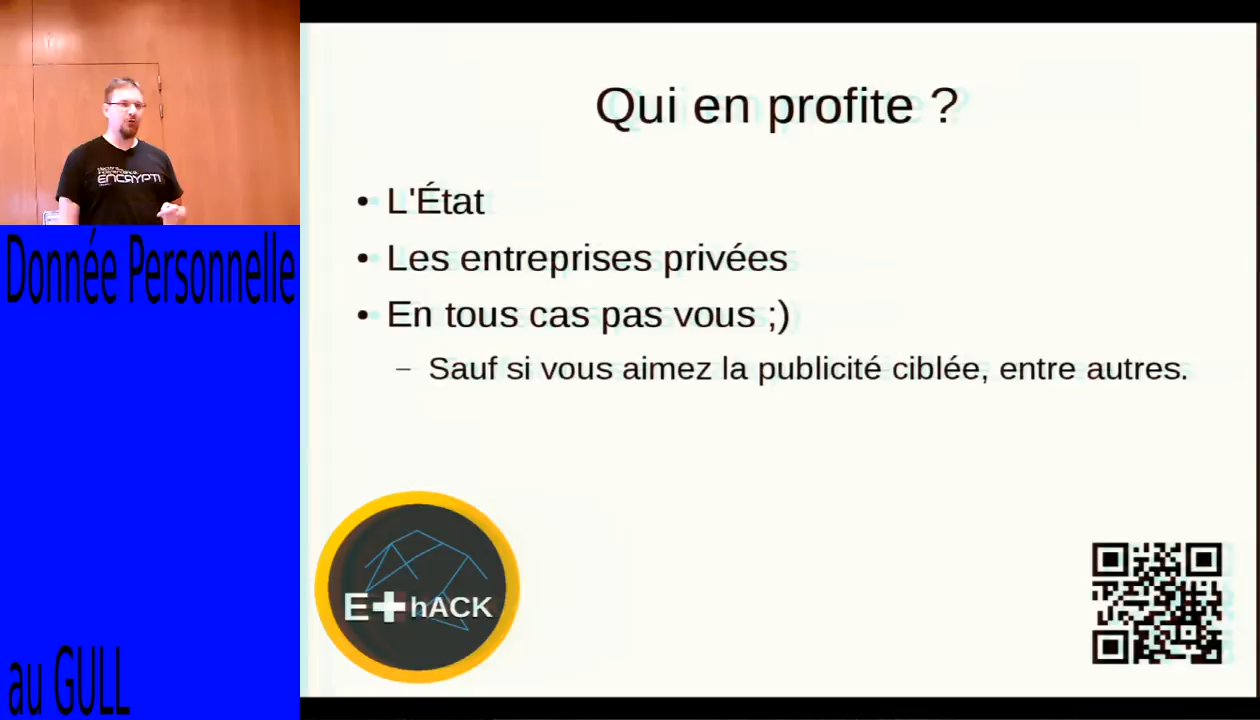 ENCRYPT!
Donnée Personnelle
au GULL
Qui en profite ?
• L'État
• Les entreprises privées
• En tous cas pas vous ;)
– Sauf si vous aimez la publicité ciblée, entre autres.
E+hACK